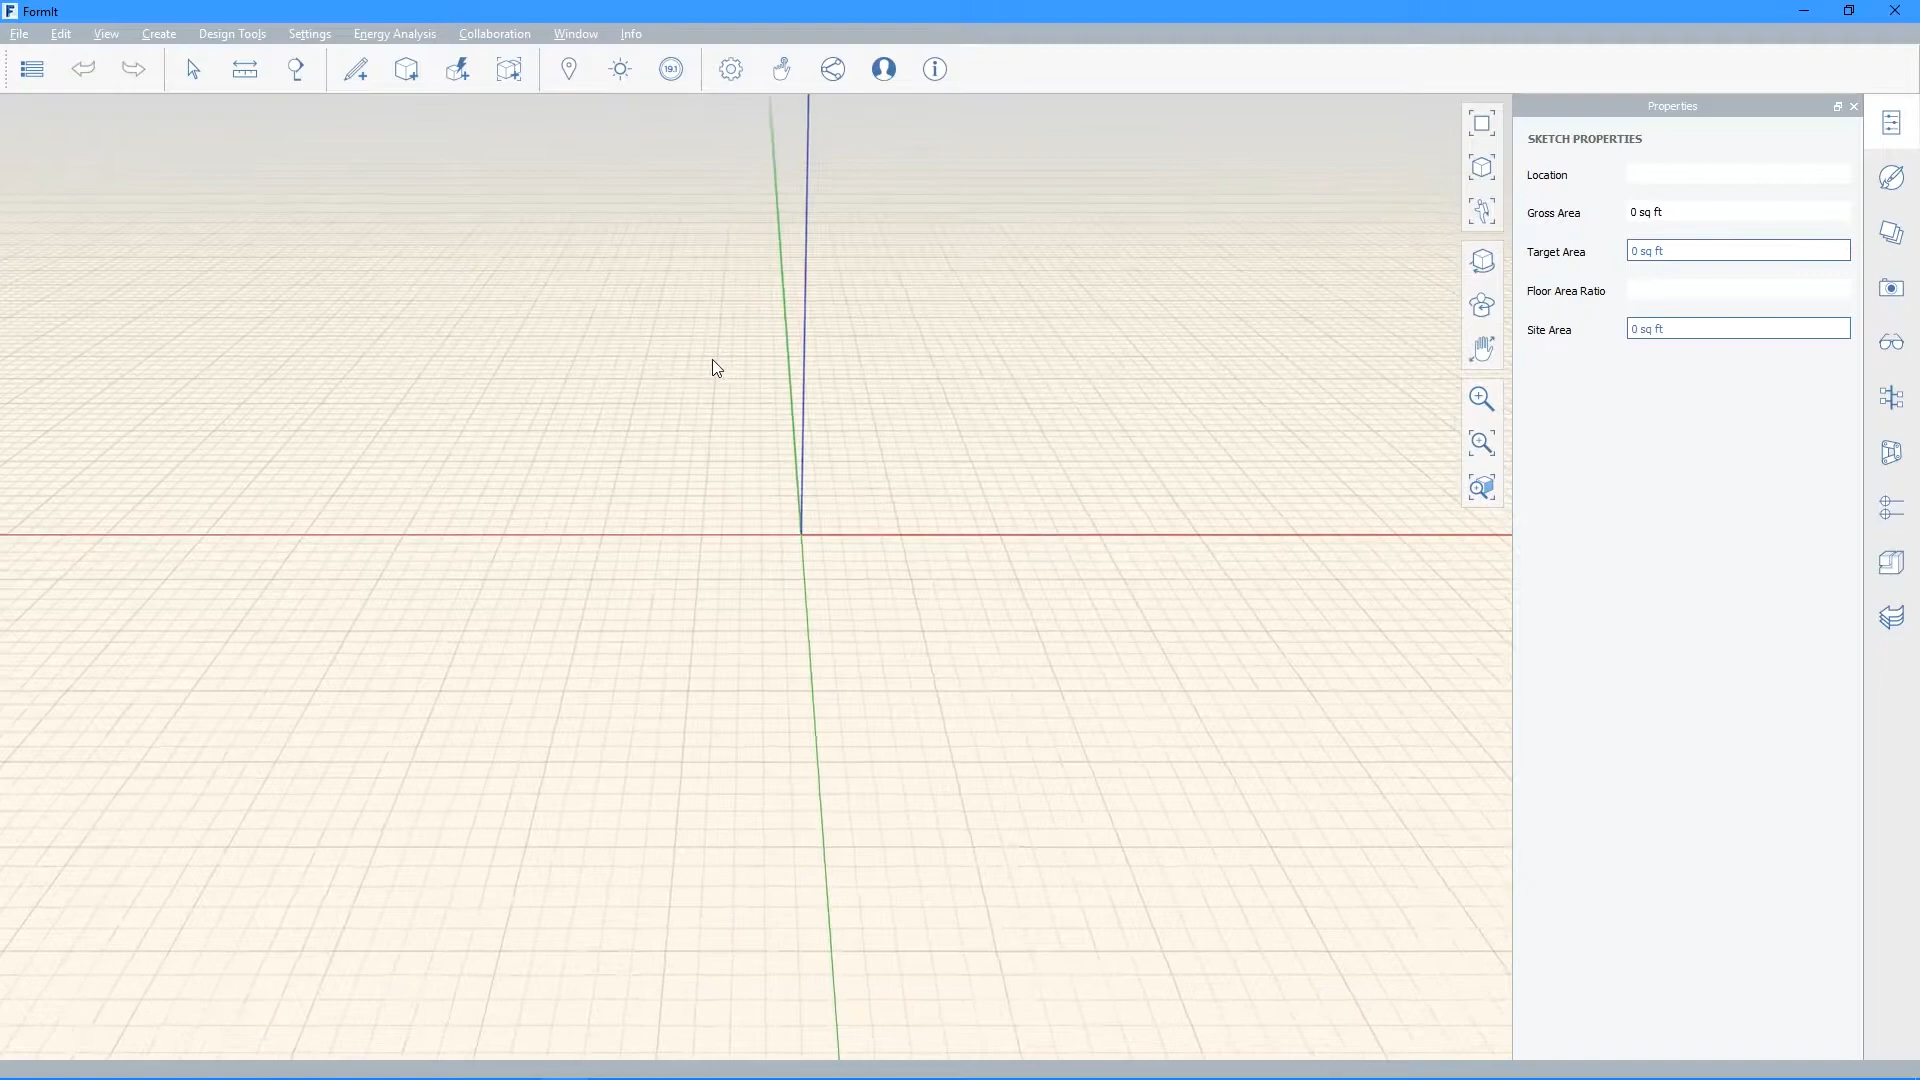 FormIt
File Edit View Create Design Tools Settings Energy Analysis Collaboration Window Info
191
Properties
SKETCH PROPERTIES
Location
Gross Area 0 sq ft
Target Area 0 sq ft
Floor Area Ratio
Site Area 0 sq ft